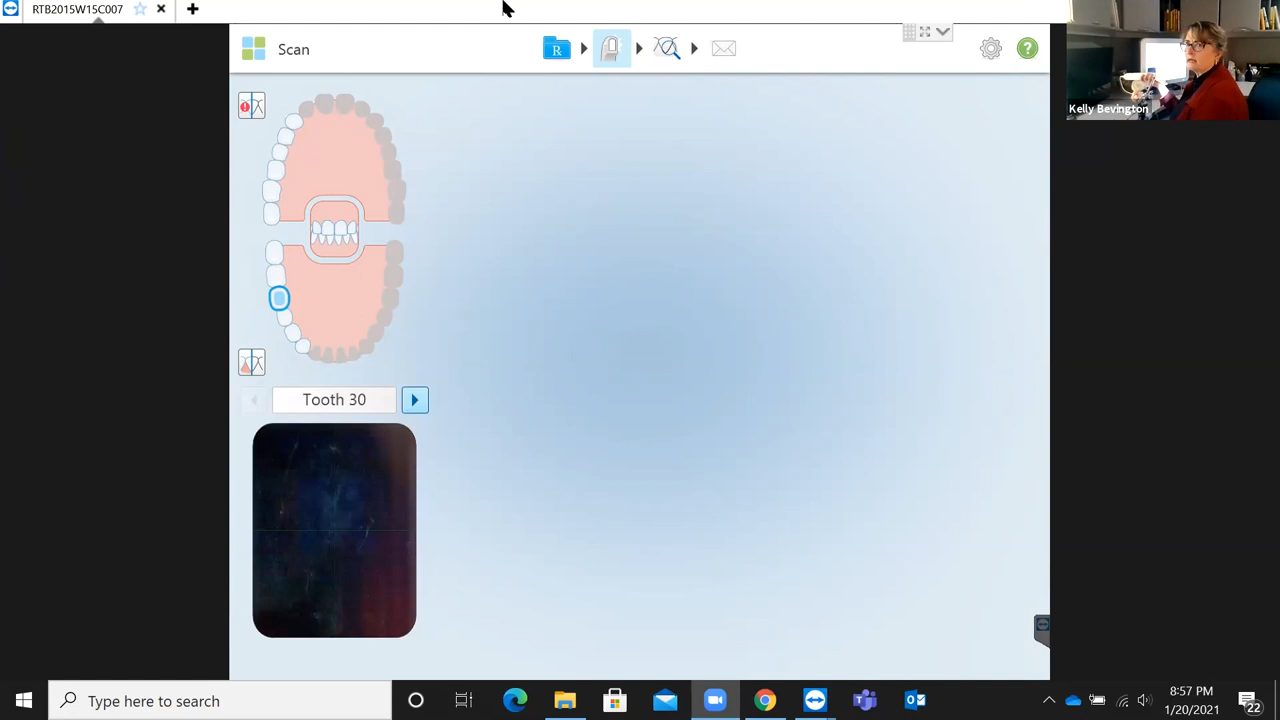 RTB2015W15C007
Scan
R
?
Kelly Bevington
Tooth 30
Type here to search
8:57 PM
1/20/2021
22